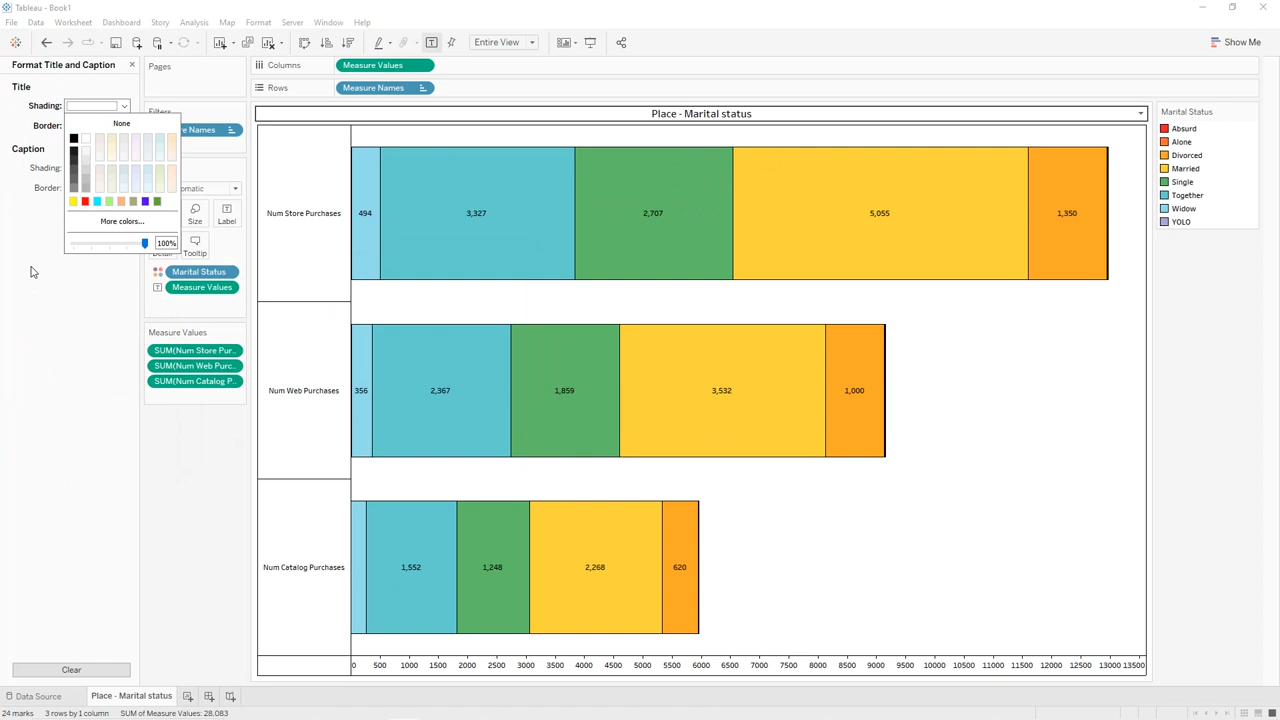 Tableau - Book1
File Data Worksheet Dashboard Story Analysis Map Format Server Window Help
Entire View
Show Me
Format Title and Caption
Title
Shading:
Border:
Caption
Shading:
Border:
None
More colors...
100%
Clear
Pages
Filters
re Names
omatic
Size
Label
Detail
Tooltip
Marital Status
Measure Values
Measure Values
SUM(Num Store Pur..
SUM(Num Web Purc..
SUM(Num Catalog P..
Columns
Measure Values
Rows
Measure Names
Place - Marital status
Num Store Purchases
494
3,327
2,707
5,055
1,350
Num Web Purchases
356
2,367
1,859
3,532
1,000
Num Catalog Purchases
1,552
1,248
2,268
620
0 500 1000 1500 2000 2500 3000 3500 4000 4500 5000 5500 6000 6500 7000 7500 8000 8500 9000 9500 10000 10500 11000 11500 12000 12500 13000 13500
Marital Status
Absurd
Alone
Divorced
Married
Single
Together
Widow
YOLO
Data Source
Place - Marital status
24 marks 3 rows by 1 column SUM of Measure Values: 28,083